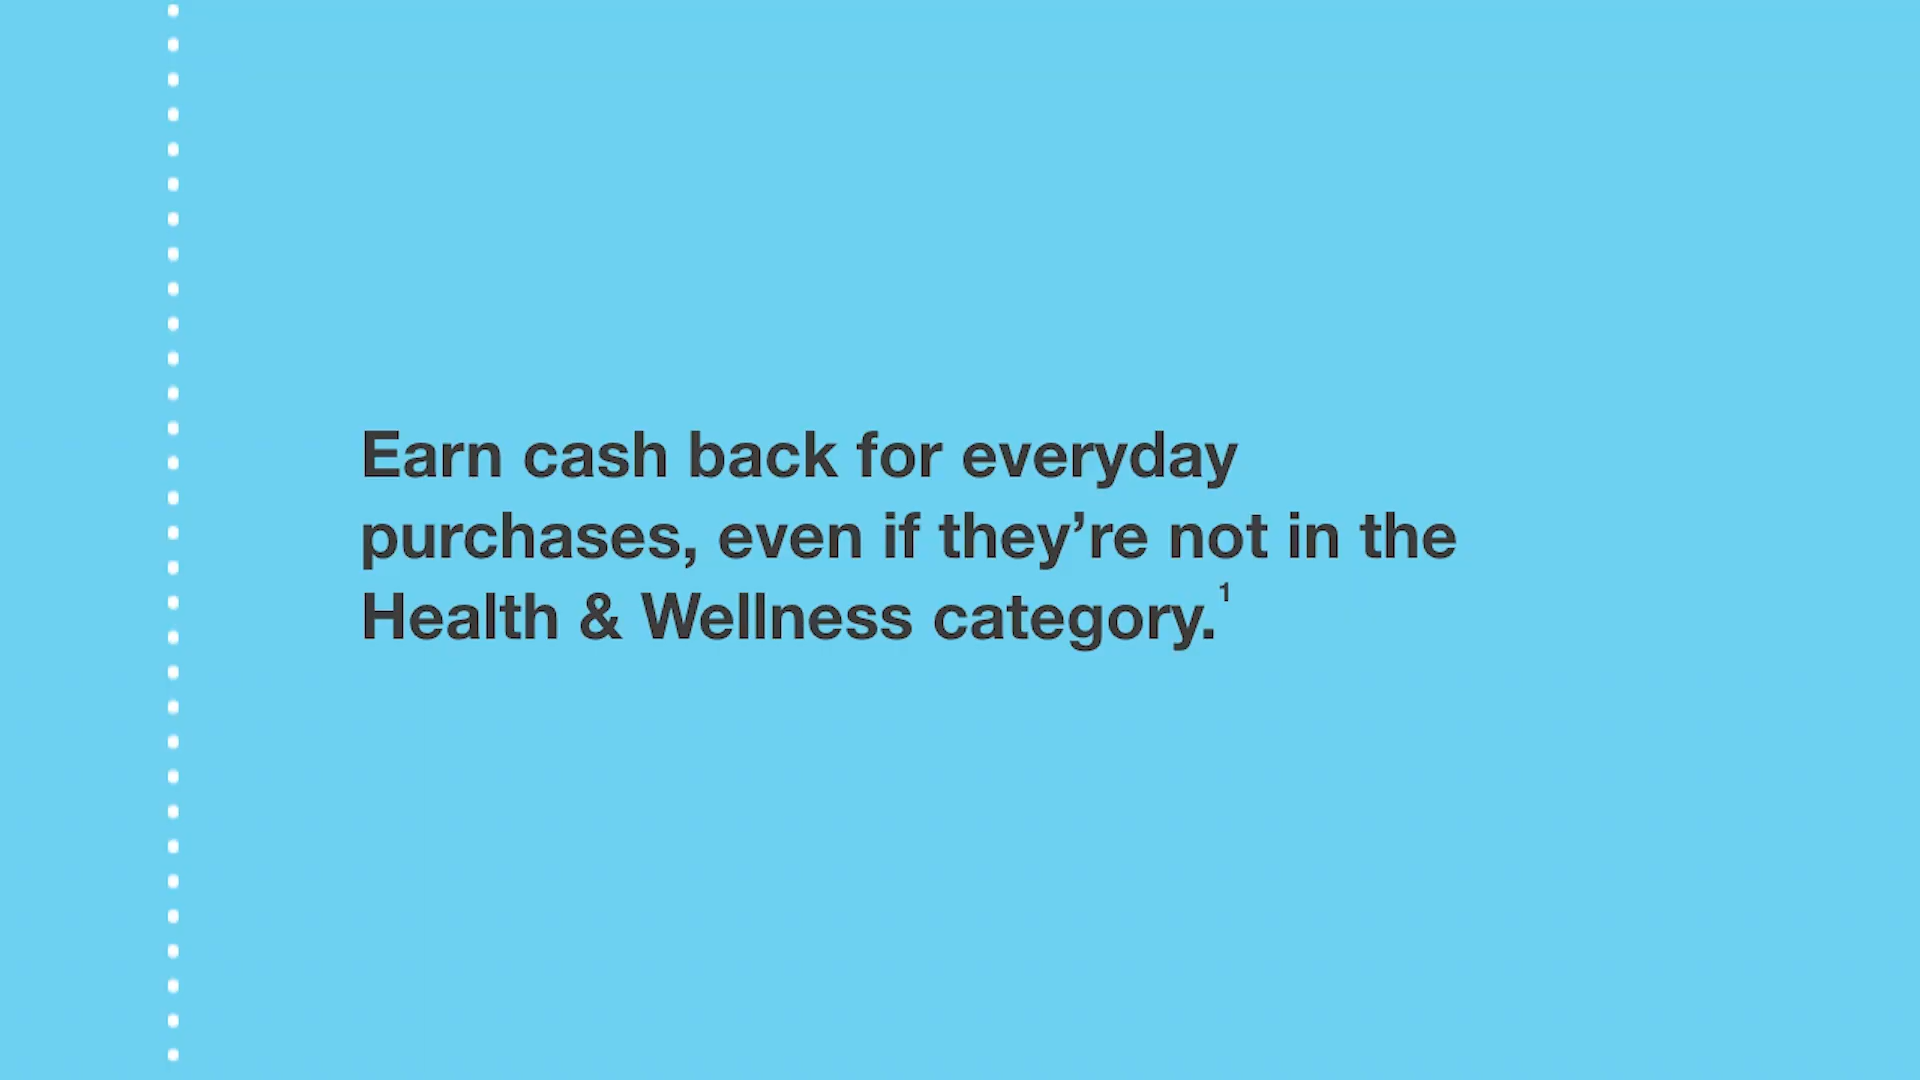 Earn cash back for everyday
purchases, even if they’re not in the
Health & Wellness category.¹